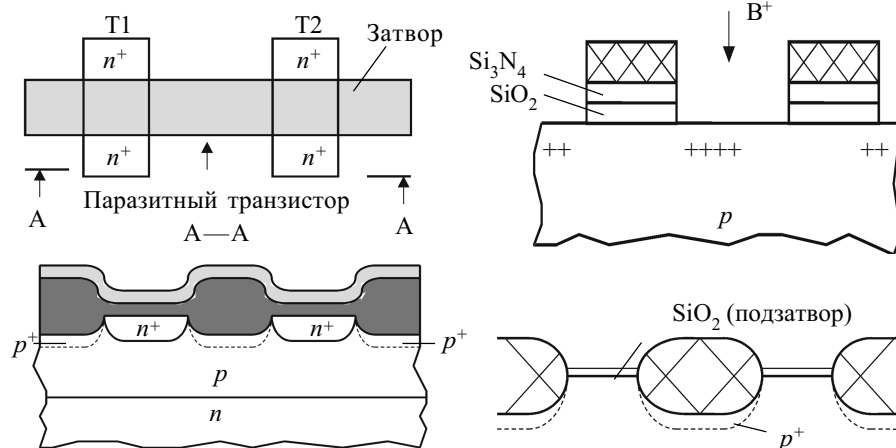 T1 T2 Затвор
n⁺ n⁺
n⁺ n⁺
A A
Паразитный транзистор
A—A
n⁺ n⁺
p⁺ p⁺
p
n
B⁺
Si₃N₄
SiO₂
++ ++++ ++
p
SiO₂ (подзатвор)
p⁺